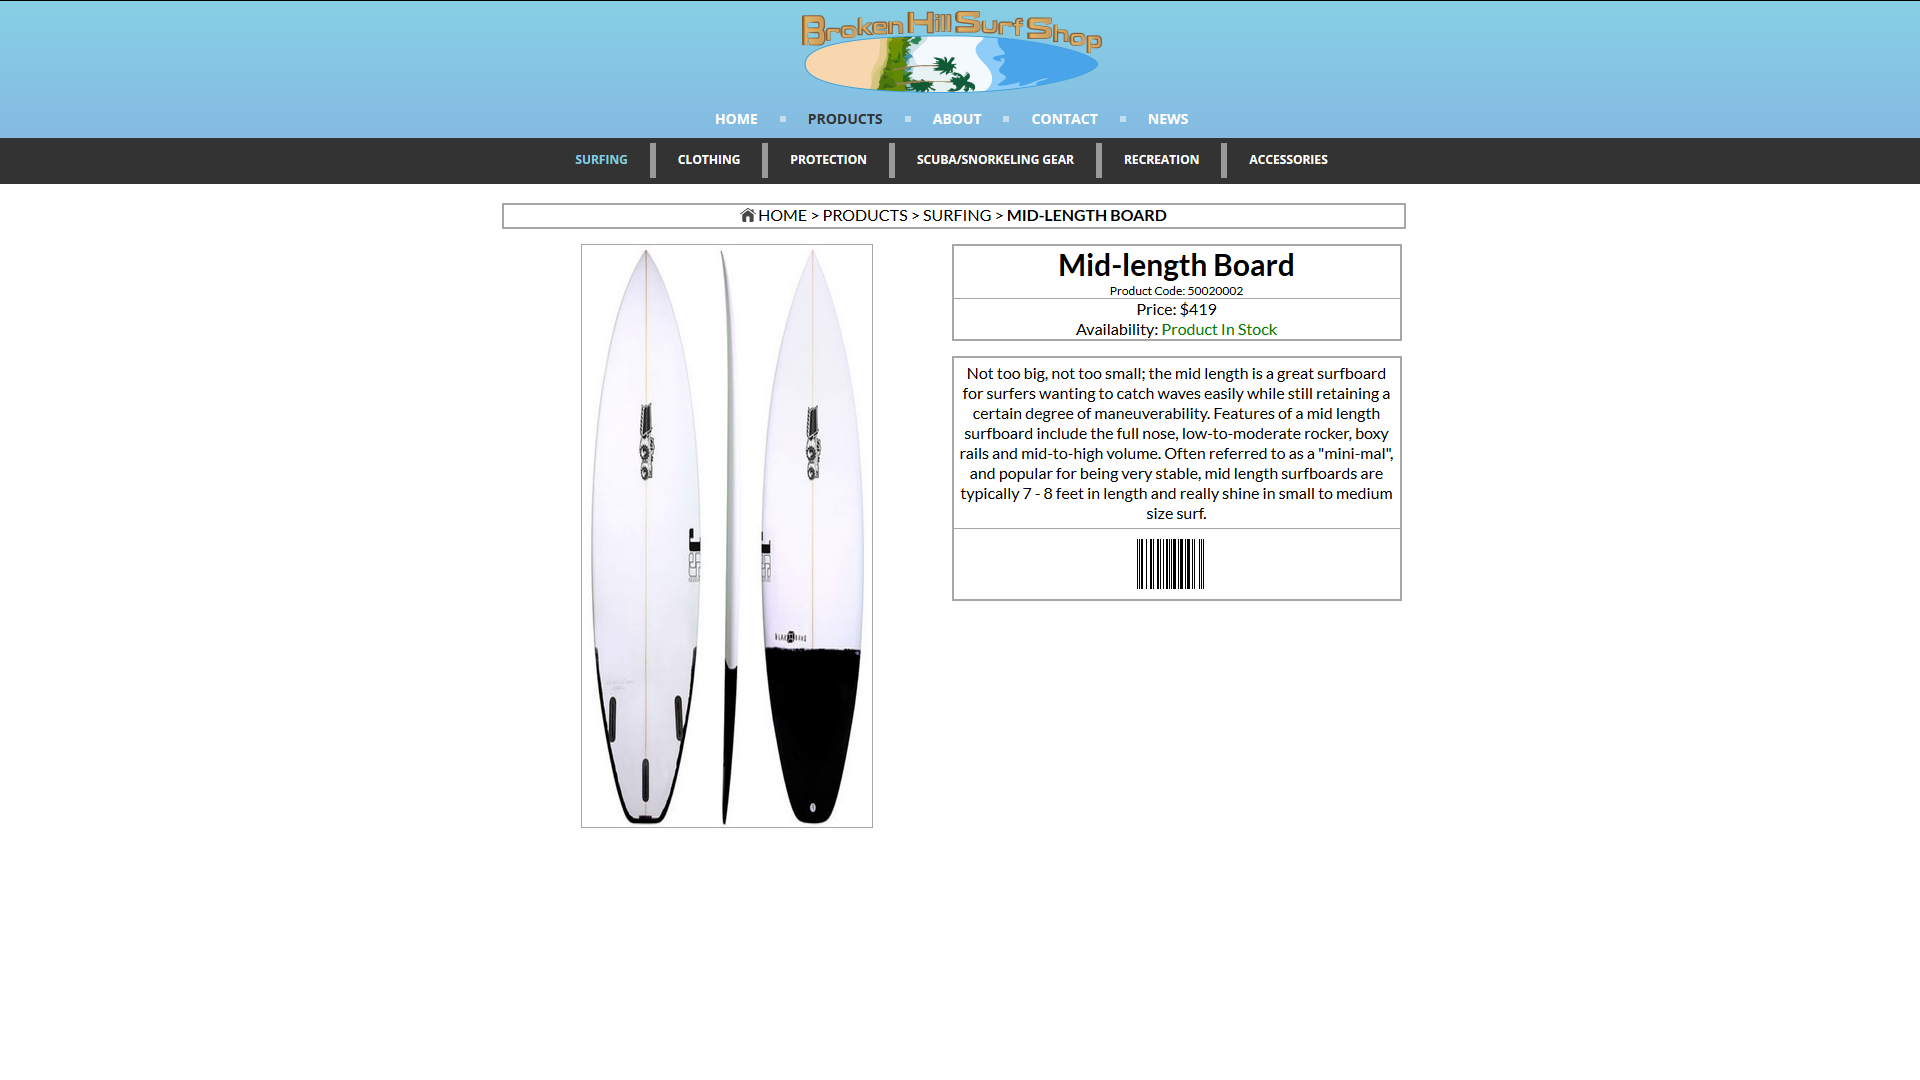 Broken Hill Surf Shop
HOME PRODUCTS ABOUT CONTACT NEWS
SURFING CLOTHING PROTECTION SCUBA/SNORKELING GEAR RECREATION ACCESSORIES
HOME > PRODUCTS > SURFING > MID-LENGTH BOARD
Mid-length Board
Product Code: 50020002
Price: $419
Availability: Product In Stock
Not too big, not too small; the mid length is a great surfboard
for surfers wanting to catch waves easily while still retaining a
certain degree of maneuverability. Features of a mid length
surfboard include the full nose, low-to-moderate rocker, boxy
rails and mid-to-high volume. Often referred to as a "mini-mal",
and popular for being very stable, mid length surfboards are
typically 7 - 8 feet in length and really shine in small to medium
size surf.